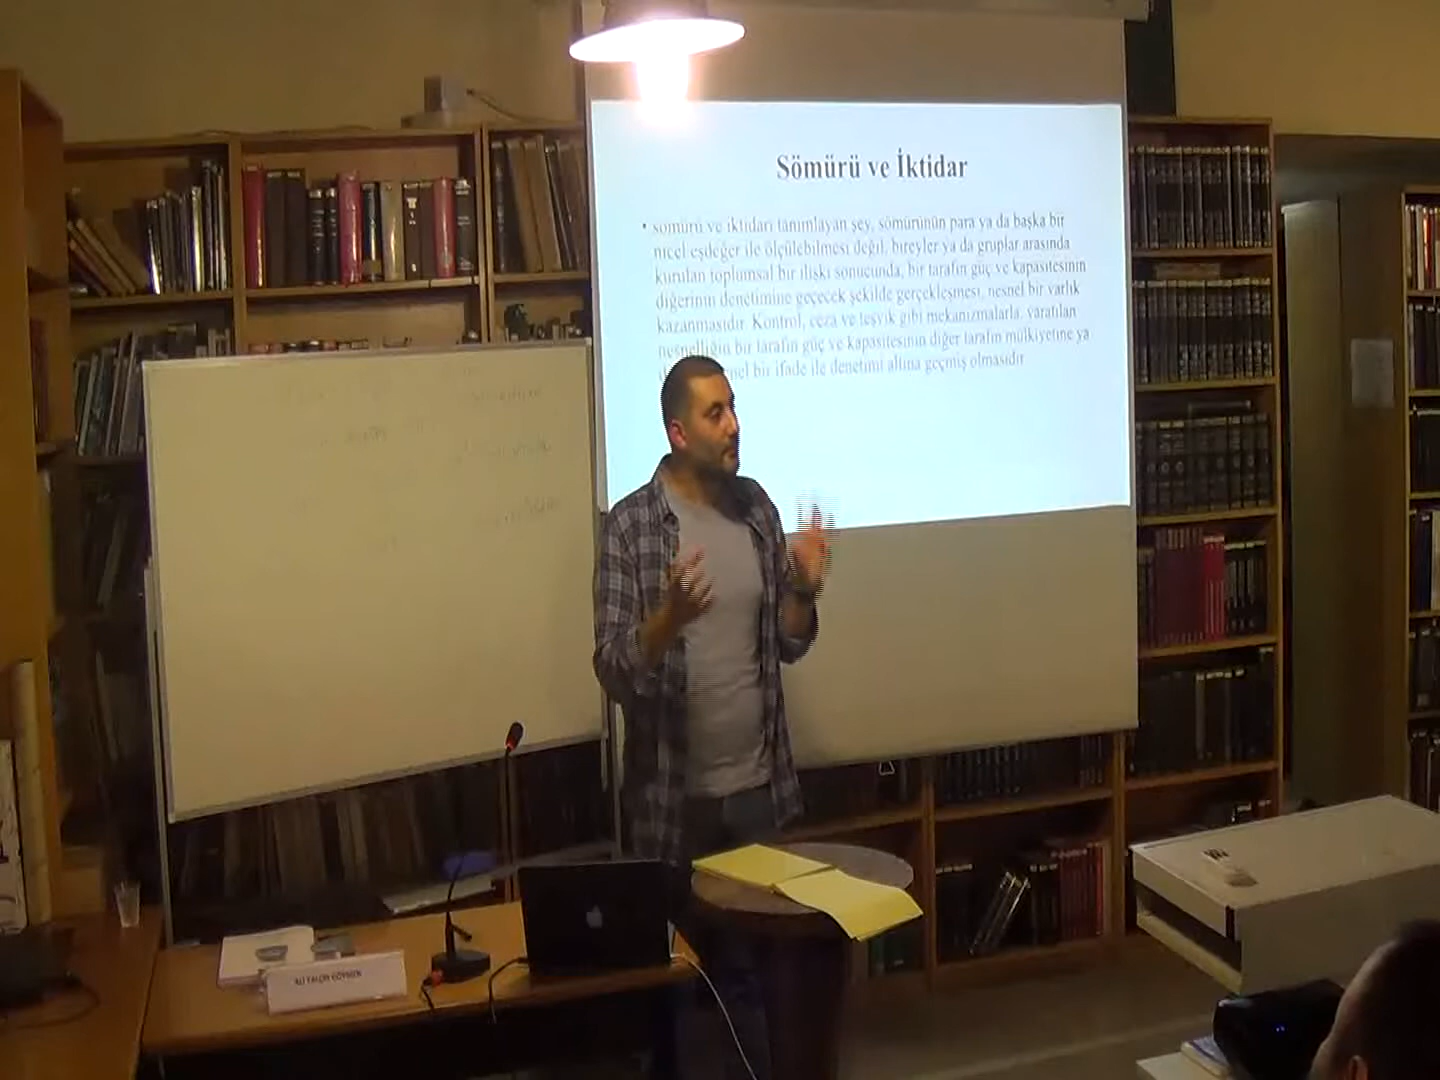 Sömürü ve İktidar
• sömürü ve iktidarı tanımlayan şey, sömürünün para ya da başka bir
nicel eşdeğer ile ölçülebilmesi değil, bireyler ya da gruplar arasında
kurulan toplumsal bir ilişki sonucunda, bir tarafın güç ve kapasitesinin
diğerinin denetimine geçecek şekilde gerçekleşmesi, nesnel bir varlık
kazanmasıdır. Kontrol, ceza ve teşvik gibi mekanizmalarla, yaratılan
nesnelliğin bir tarafın güç ve kapasitesinin diğer tarafın mülkiyetine ya
bir ifade ile denetimi altına geçmiş olmasıdır
ALİ YALÇIN GÖYMEN